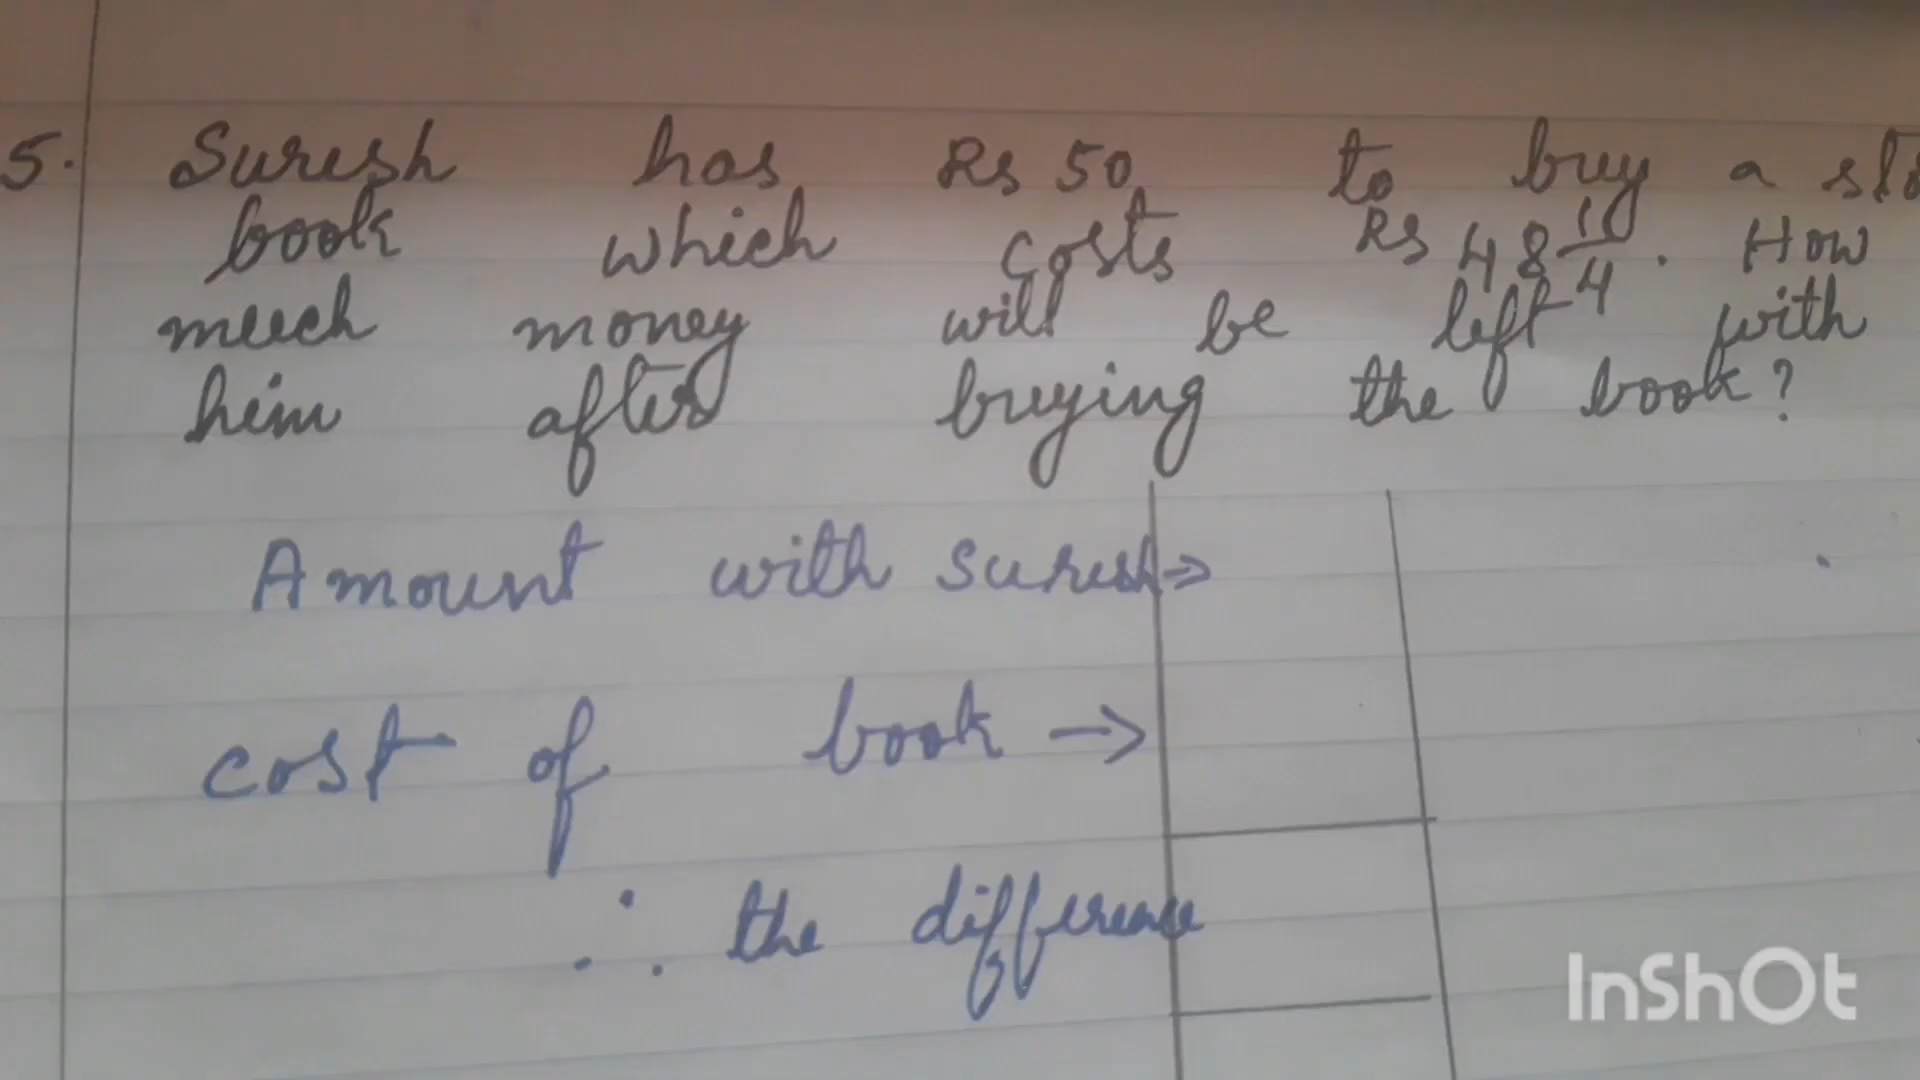 5. Suresh has Rs 50 to buy a
book which costs Rs 48 1/4. How
much money will be left with
him after buying the book?
Amount with Suresh →
cost of book →
∴ the difference
InShOt